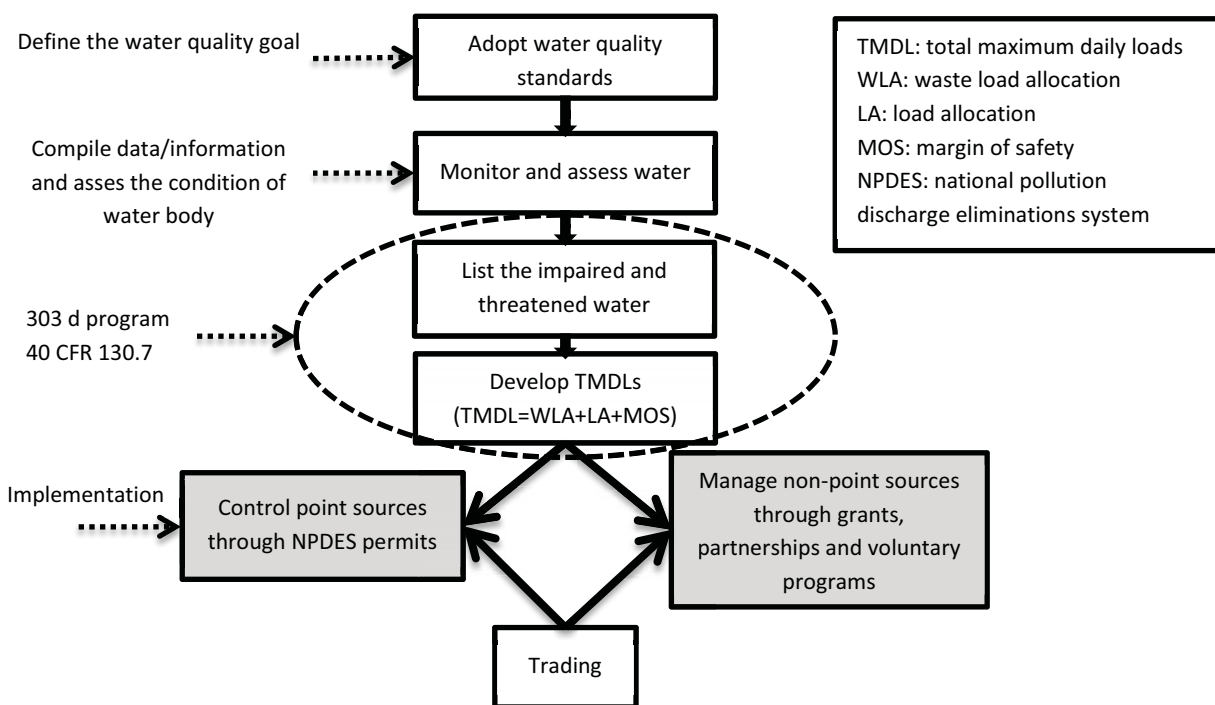 Define the water quality goal
Adopt water quality
standards
TMDL: total maximum daily loads
WLA: waste load allocation
LA: load allocation
MOS: margin of safety
NPDES: national pollution
discharge eliminations system
Compile data/information
and asses the condition of
water body
Monitor and assess water
List the impaired and
threatened water
303 d program
40 CFR 130.7
Develop TMDLs
(TMDL=WLA+LA+MOS)
Implementation
Control point sources
through NPDES permits
Manage non-point sources
through grants,
partnerships and voluntary
programs
Trading